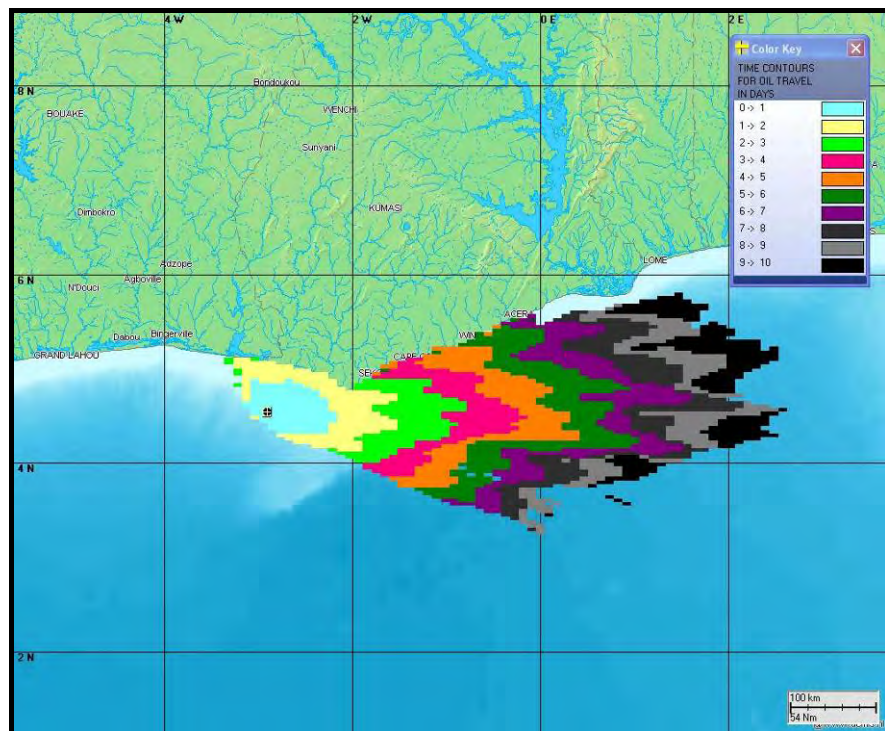 4 W
2 W
0 E
2 E
Color Key
TIME CONTOURS
FOR OIL TRAVEL
IN DAYS
0 -> 1
1 -> 2
2 -> 3
3 -> 4
4 -> 5
5 -> 6
6 -> 7
7 -> 8
8 -> 9
9 -> 10
8 N
Bondoukou
BOUAKE
WENCHI
Sunyani
Dimbokro
KUMASI
Adzope
LOME
6 N
Agboville
N'Douci
ACER
Dabou
Bingerville
WIN
GRAND LAHOU
CAPE C
SEK
4 N
2 N
100 km
54 Nm